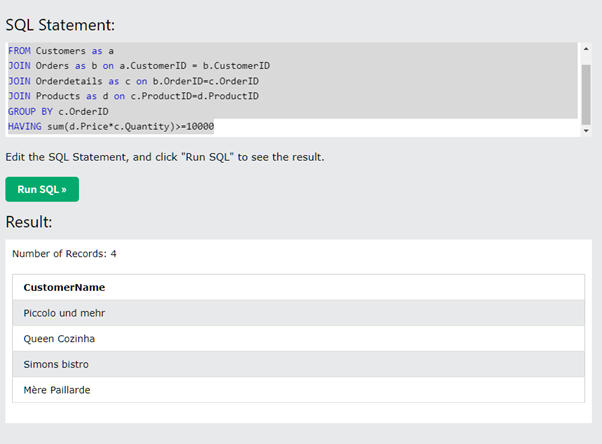 SQL Statement:
FROM Customers as a
JOIN Orders as b on a.CustomerID = b.CustomerID
JOIN Orderdetails as c on b.OrderID=c.OrderID
JOIN Products as d on c.ProductID=d.ProductID
GROUP BY c.OrderID
HAVING sum(d.Price*c.Quantity)>=10000
Edit the SQL Statement, and click "Run SQL" to see the result.
Run SQL »
Result:
Number of Records: 4
CustomerName
Piccolo und mehr
Queen Cozinha
Simons bistro
Mère Paillarde